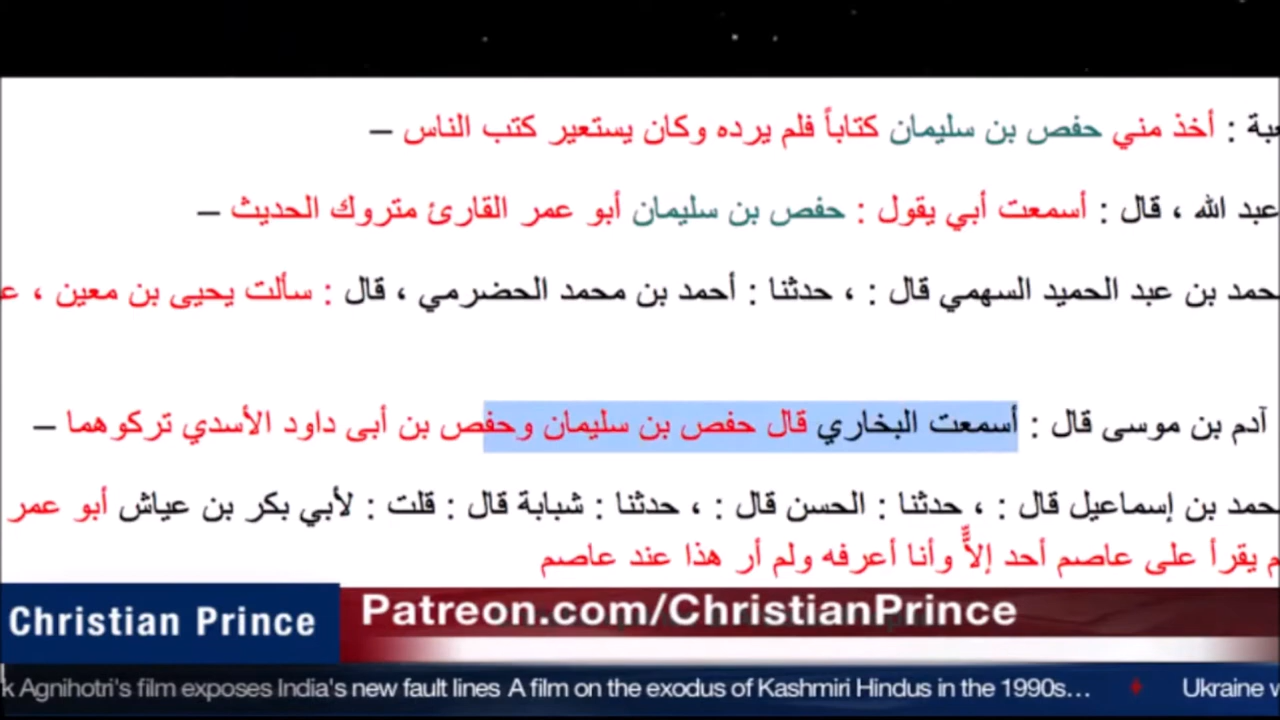 عبة : أخذ مني حفص بن سليمان كتاباً فلم يرده وكان يستعير كتب الناس –
عبد الله ، قال : أسمعت أبي يقول : حفص بن سليمان أبو عمر القارئ متروك الحديث –
حمد بن عبد الحميد السهمي قال : ، حدثنا : أحمد بن محمد الحضرمي ، قال : سألت يحيى بن معين ، ع
آدم بن موسى قال : أسمعت البخاري قال حفص بن سليمان وحفص بن أبى داود الأسدي تركوهما –
حمد بن إسماعيل قال : ، حدثنا : الحسن قال : ، حدثنا : شبابة قال : قلت : لأبي بكر بن عياش أبو عمر
م يقرأ على عاصم أحد إلاًّ وأنا أعرفه ولم أر هذا عند عاصم
Christian Prince
Patreon.com/ChristianPrince
k Agnihotri's film exposes India's new fault lines A film on the exodus of Kashmiri Hindus in the 1990s... Ukraine w